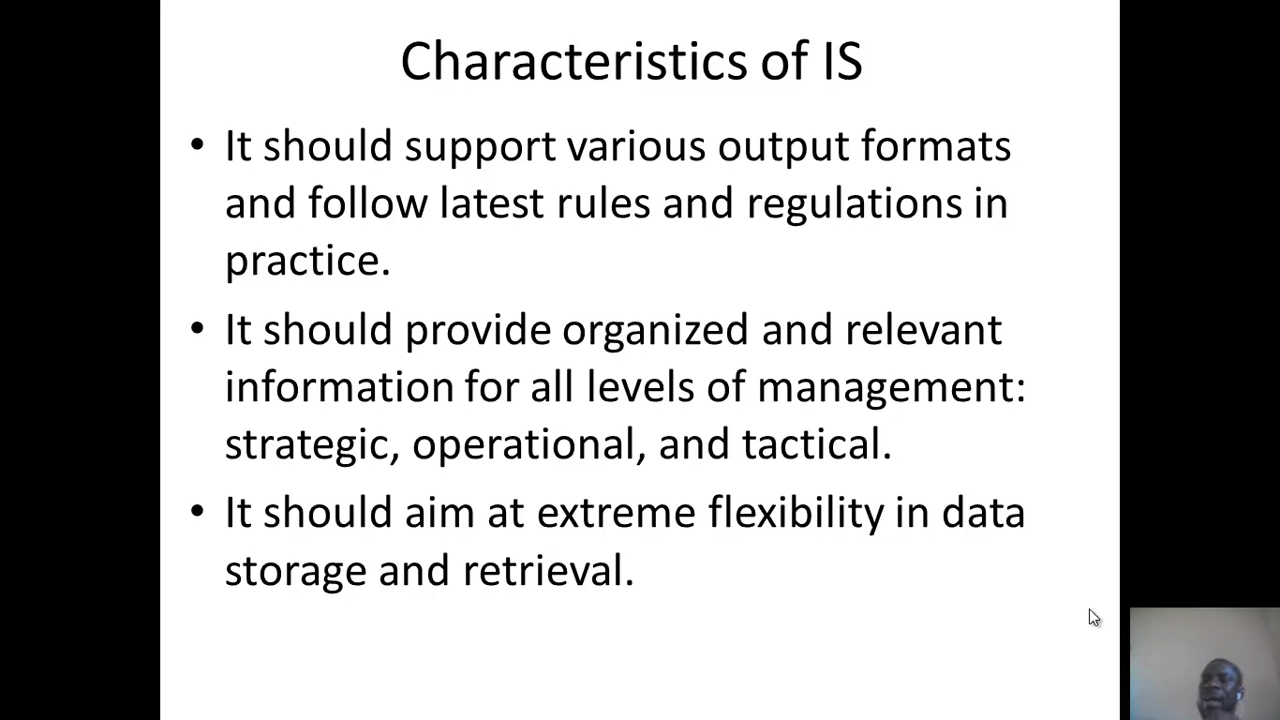 Characteristics of IS
• It should support various output formats
and follow latest rules and regulations in
practice.
• It should provide organized and relevant
information for all levels of management:
strategic, operational, and tactical.
• It should aim at extreme flexibility in data
storage and retrieval.